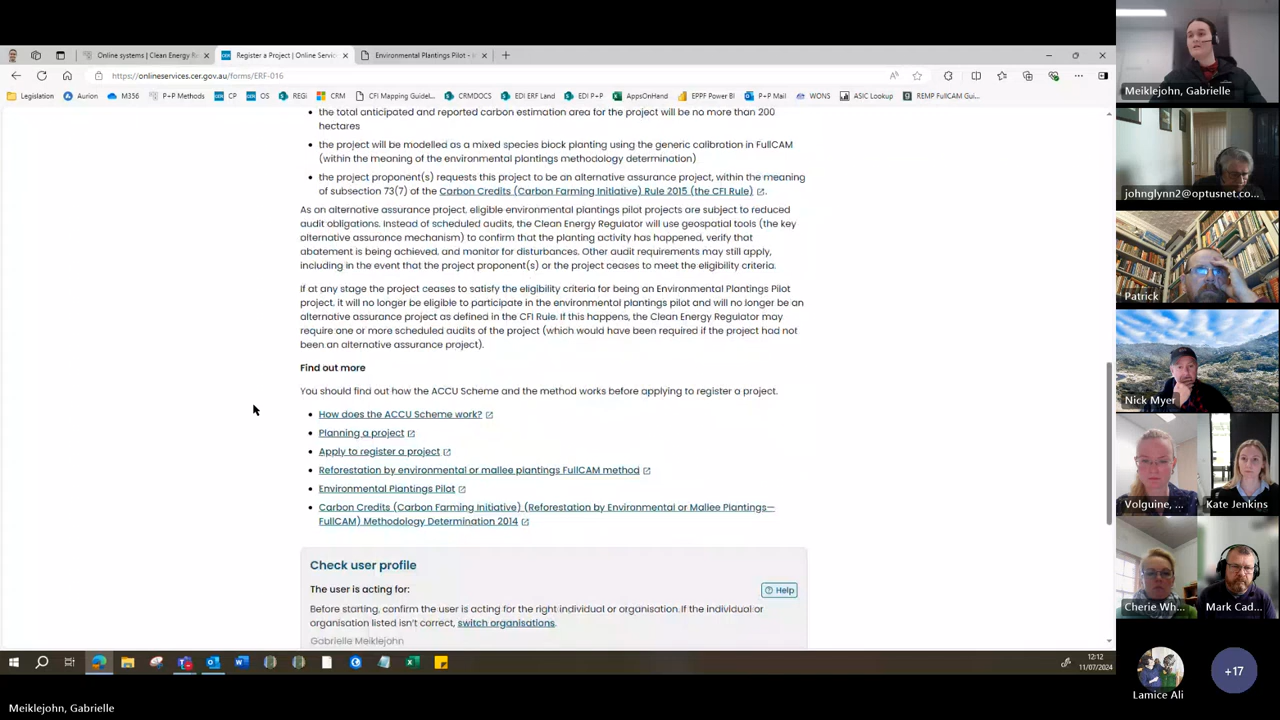 Online systems | Clean Energy Re
Register a Project | Online Servic
Environmental Plantings Pilot -
https://onlineservices.cer.gov.au/forms/ERF-016
Legislation
Aurion
M356
P+P Methods
CP
OS
REGI
CRM
CFI Mapping Guidel...
CRMDOCS
EDI ERF Land
EDI P+P
AppsOnHand
EPPF Power BI
P+P Mail
WONS
ASIC Lookup
REMP FullCAM Gui...
• the total anticipated and reported carbon estimation area for the project will be no more than 200
hectares
• the project will be modelled as a mixed species block planting using the generic calibration in FullCAM
(within the meaning of the environmental plantings methodology determination)
• the project proponent(s) requests this project to be an alternative assurance project, within the meaning
of subsection 73(7) of the Carbon Credits (Carbon Farming Initiative) Rule 2015 (the CFI Rule).
As an alternative assurance project, eligible environmental plantings pilot projects are subject to reduced
audit obligations. Instead of scheduled audits, the Clean Energy Regulator will use geospatial tools (the key
alternative assurance mechanism) to confirm that the planting activity has happened, verify that
abatement is being achieved, and monitor for disturbances. Other audit requirements may still apply,
including in the event that the project proponent(s) or the project ceases to meet the eligibility criteria.
If at any stage the project ceases to satisfy the eligibility criteria for being an Environmental Plantings Pilot
project, it will no longer be eligible to participate in the environmental plantings pilot and will no longer be an
alternative assurance project as defined in the CFI Rule. If this happens, the Clean Energy Regulator may
require one or more scheduled audits of the project (which would have been required if the project had not
been an alternative assurance project).
Find out more
You should find out how the ACCU Scheme and the method works before applying to register a project.
• How does the ACCU Scheme work?
• Planning a project
• Apply to register a project
• Reforestation by environmental or mallee plantings FullCAM method
• Environmental Plantings Pilot
• Carbon Credits (Carbon Farming Initiative) (Reforestation by Environmental or Mallee Plantings—
FullCAM) Methodology Determination 2014
Check user profile
The user is acting for:
Help
Before starting, confirm the user is acting for the right individual or organisation. If the individual or
organisation listed isn't correct, switch organisations.
Gabrielle Meiklejohn
12:12
11/07/2024
Meiklejohn, Gabrielle
Meiklejohn, Gabrielle
johnglynn2@optusnet.co...
Patrick
Nick Myer
Volguine, ...
Kate Jenkins
Cherie Wh...
Mark Cad...
Lamice Ali
+17